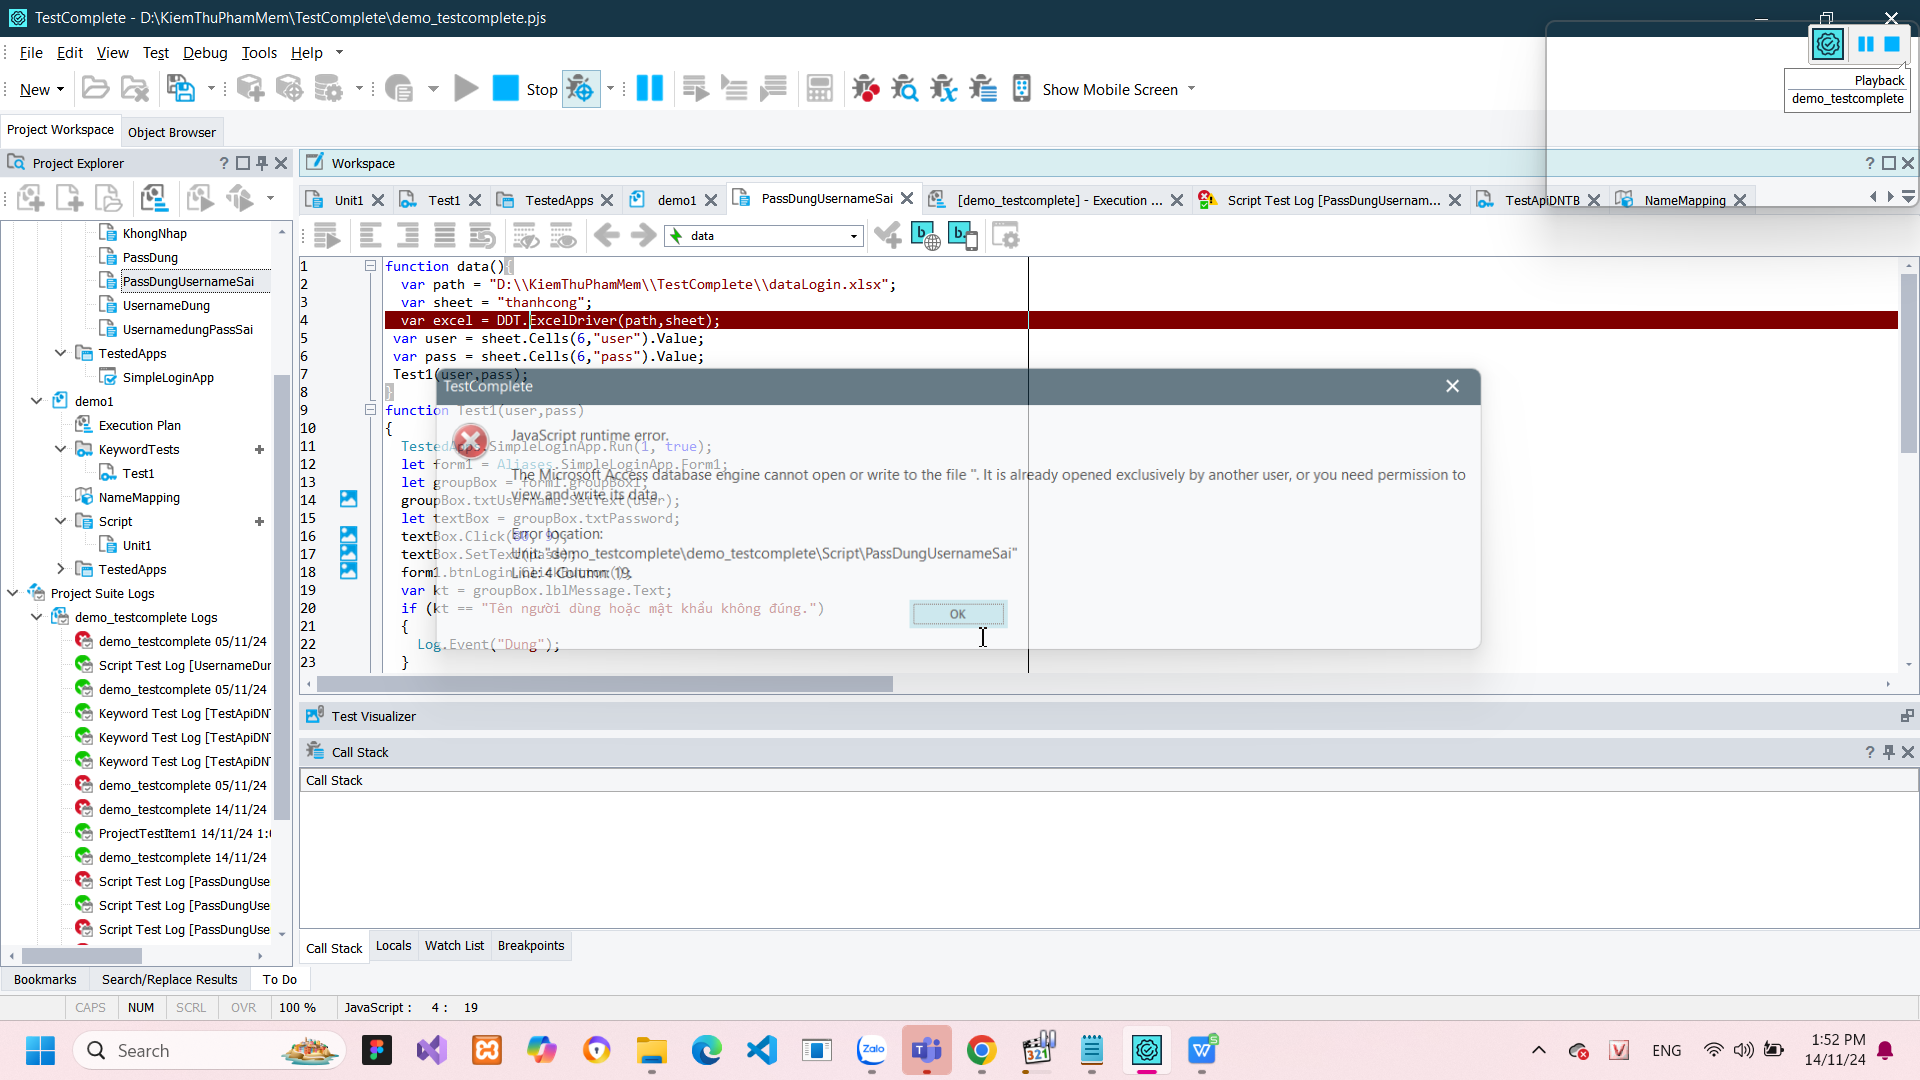 TestComplete - D:\KiemThuPhamMem\TestComplete\demo_testcomplete.pjs
File Edit View Test Debug Tools Help
New Stop Show Mobile Screen
Playback
demo_testcomplete
Project Workspace Object Browser
Project Explorer
Workspace
Unit1 Test1 TestedApps demo1 PassDungUsernameSai [demo_testcomplete] - Execution ... Script Test Log [PassDungUsernam... TestApiDNTB NameMapping
data
KhongNhap
PassDung
PassDungUsernameSai
UsernameDung
UsernamedungPassSai
TestedApps
SimpleLoginApp
demo1
Execution Plan
KeywordTests
Test1
NameMapping
Script
Unit1
TestedApps
Project Suite Logs
demo_testcomplete Logs
demo_testcomplete 05/11/24
Script Test Log [UsernameDur
demo_testcomplete 05/11/24
Keyword Test Log [TestApiDN
Keyword Test Log [TestApiDNT
Keyword Test Log [TestApiDNT
demo_testcomplete 05/11/24
demo_testcomplete 14/11/24
ProjectTestItem1 14/11/24 1:
demo_testcomplete 14/11/24
Script Test Log [PassDungUse
Script Test Log [PassDungUse
Script Test Log [PassDungUse
1 function data(){
2 var path = "D:\\KiemThuPhamMem\\TestComplete\\dataLogin.xlsx";
3 var sheet = "thanhcong";
4 var excel = DDT.ExcelDriver(path,sheet);
5 var user = sheet.Cells(6,"user").Value;
6 var pass = sheet.Cells(6,"pass").Value;
7 Test1(user,pass);
8 }
9 function Test1(user,pass)
10 {
11 TestedApps.SimpleLoginApp.Run(1, true);
12 let form1 = Aliases.SimpleLoginApp.Form1;
13 let groupBox = form1.groupBox1;
14 groupBox.txtUsername.SetText(user);
15 let textBox = groupBox.txtPassword;
16 textBox.Click(80, 9);
17 textBox.SetText(pass);
18 form1.btnLogin.ClickButton();
19 var kt = groupBox.lblMessage.Text;
20 if (kt == "Tên người dùng hoặc mật khẩu không đúng.")
21 {
22 Log.Event("Dung");
23 }
TestComplete
JavaScript runtime error.
The Microsoft Access database engine cannot open or write to the file ''. It is already opened exclusively by another user, or you need permission to
view and write its data.
Error location:
Unit: "demo_testcomplete\demo_testcomplete\Script\PassDungUsernameSai"
Line: 4 Column: 19.
OK
Test Visualizer
Call Stack
Call Stack
Call Stack Locals Watch List Breakpoints
Bookmarks Search/Replace Results To Do
CAPS NUM SCRL OVR 100 % JavaScript : 4 : 19
Search
Zalo
321
ENG
1:52 PM
14/11/24